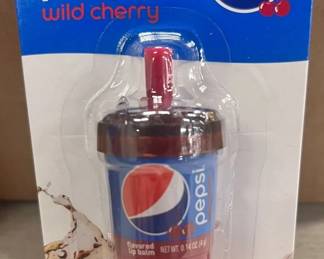 wild cherry
pepsi
flavored
lip balm
NET WT. 0.14 OZ (4 g)